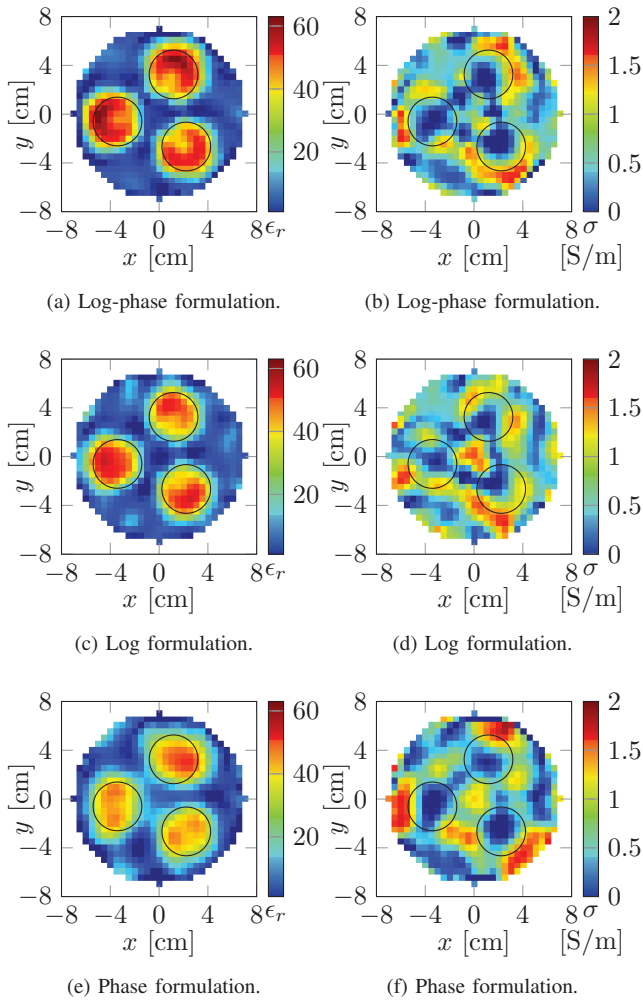 8
4
0
−4
−8
y [cm]
−8 −4 0 4 8
x [cm]
60
40
20
ϵr
(a) Log-phase formulation.
8
4
0
−4
−8
y [cm]
−8 −4 0 4 8
x [cm]
2
1.5
1
0.5
0
σ
[S/m]
(b) Log-phase formulation.
8
4
0
−4
−8
y [cm]
−8 −4 0 4 8
x [cm]
60
40
20
ϵr
(c) Log formulation.
8
4
0
−4
−8
y [cm]
−8 −4 0 4 8
x [cm]
2
1.5
1
0.5
0
σ
[S/m]
(d) Log formulation.
8
4
0
−4
−8
y [cm]
−8 −4 0 4 8
x [cm]
60
40
20
ϵr
(e) Phase formulation.
8
4
0
−4
−8
y [cm]
−8 −4 0 4 8
x [cm]
2
1.5
1
0.5
0
σ
[S/m]
(f) Phase formulation.